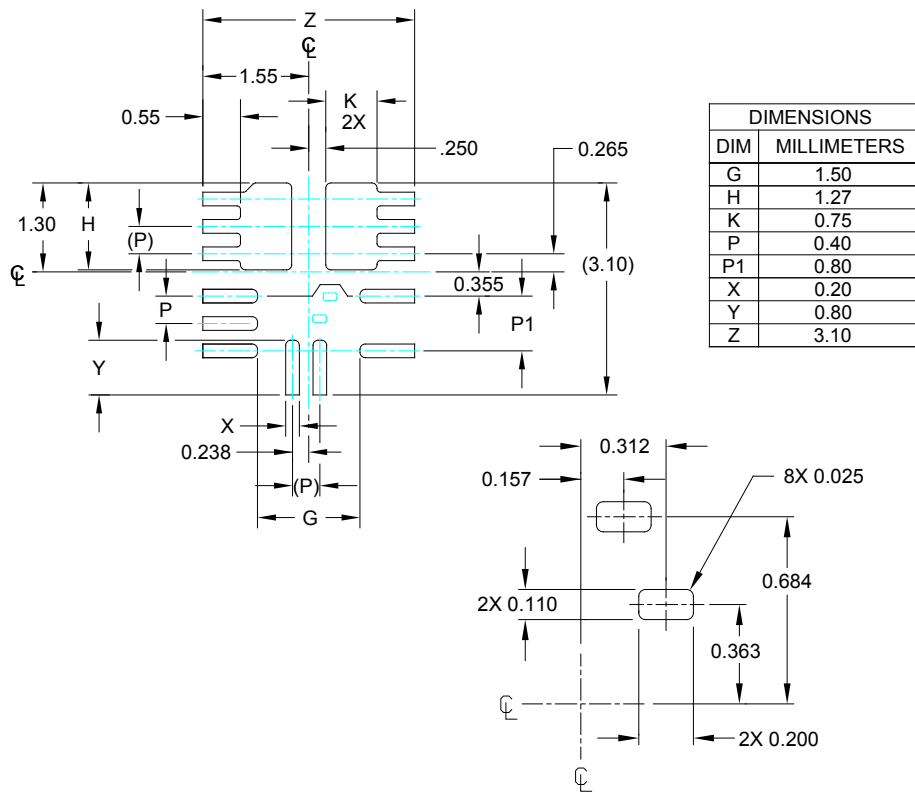 Z
℄
1.55
K
2X
0.55
.250
0.265
1.30
H
(P)
℄
(3.10)
0.355
P
P1
Y
X
0.238
(P)
G
DIMENSIONS
DIM MILLIMETERS
G 1.50
H 1.27
K 0.75
P 0.40
P1 0.80
X 0.20
Y 0.80
Z 3.10
0.312
0.157
8X 0.025
0.684
2X 0.110
0.363
℄
2X 0.200
℄